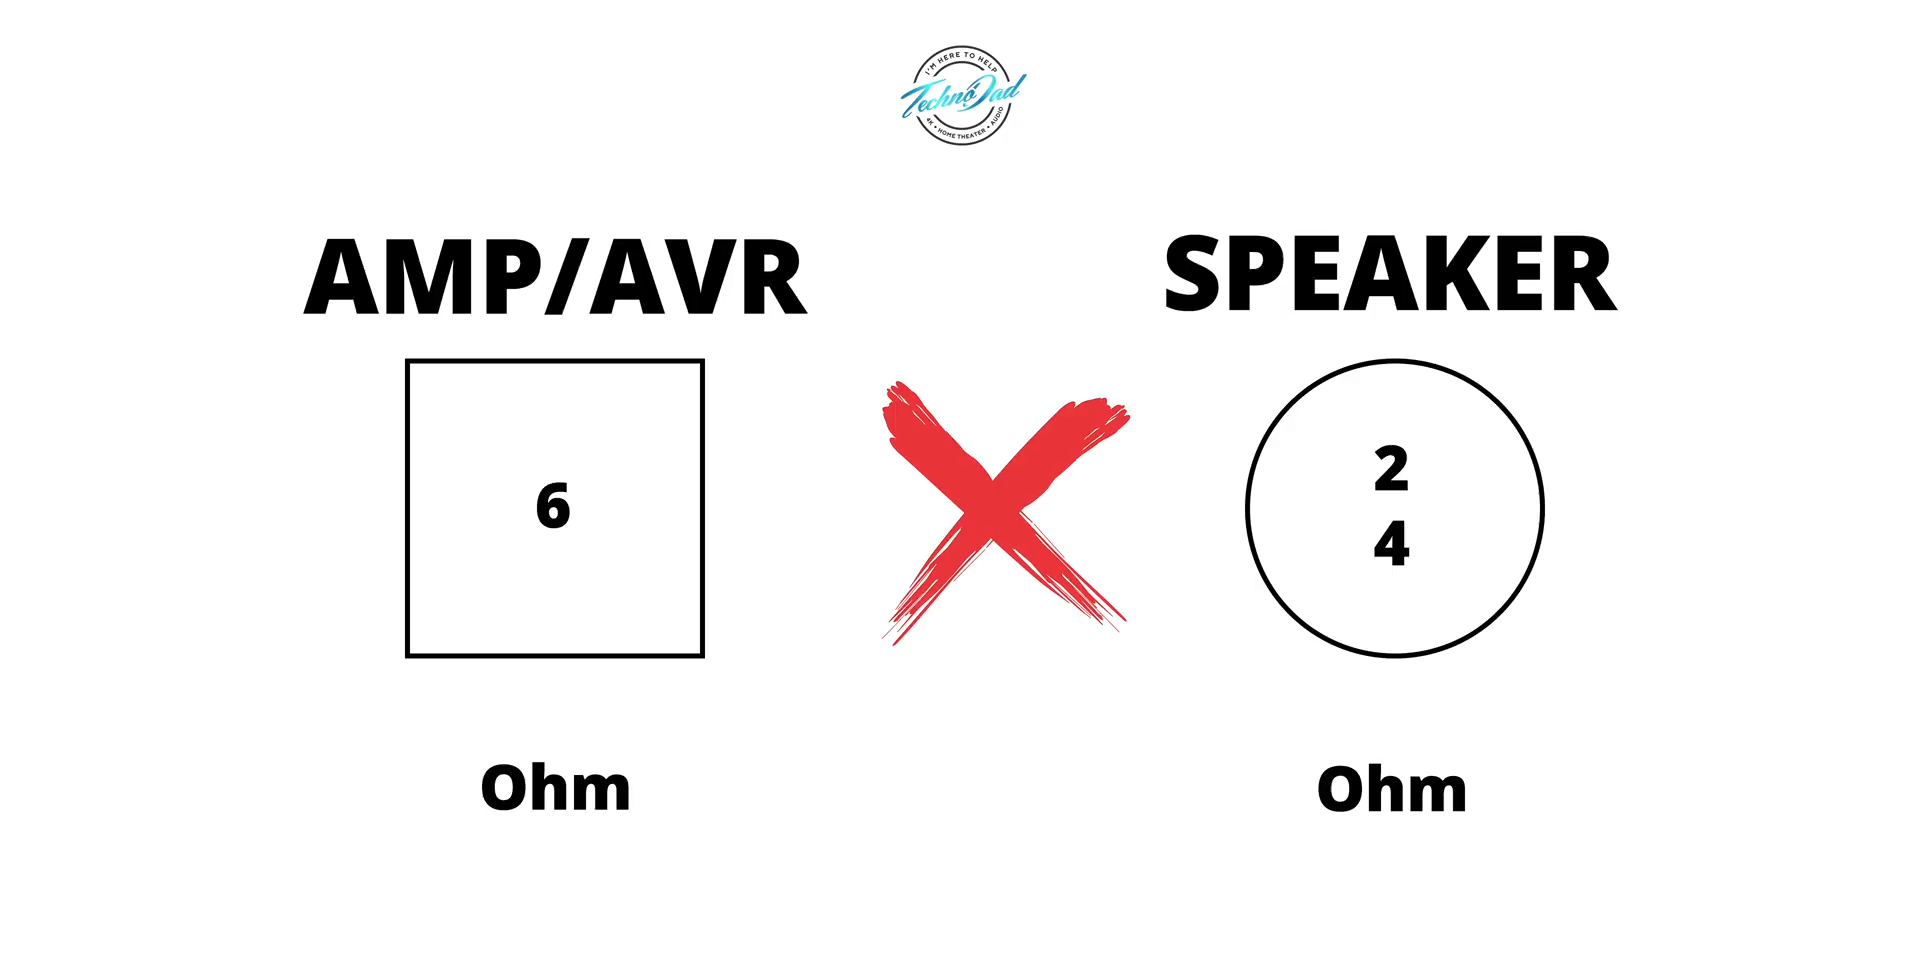 I'M HERE TO HELP
TechnoDad
4K • HOME THEATER • AUDIO
AMP/AVR
SPEAKER
6
2
4
Ohm
Ohm